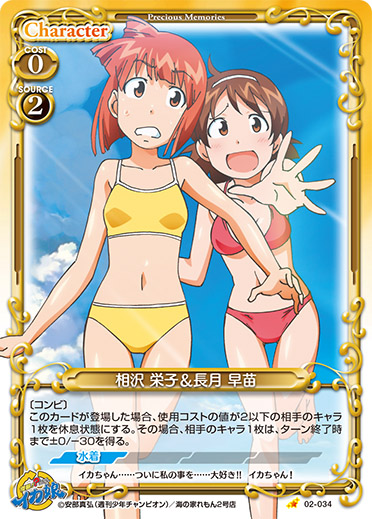 Precious Memories
Character
COST
0
SOURCE
2
相沢 栄子＆長月 早苗
［コンビ］
このカードが登場した場合、使用コストの値が2以下の相手のキャラ
1枚を休息状態にする。その場合、相手のキャラ1枚は、ターン終了時
まで±0/−30を得る。
水着
イカちゃん……ついに私の事を……大好き!! イカちゃん!
©安部真弘（週刊少年チャンピオン）／海の家れもん2号店
02-034